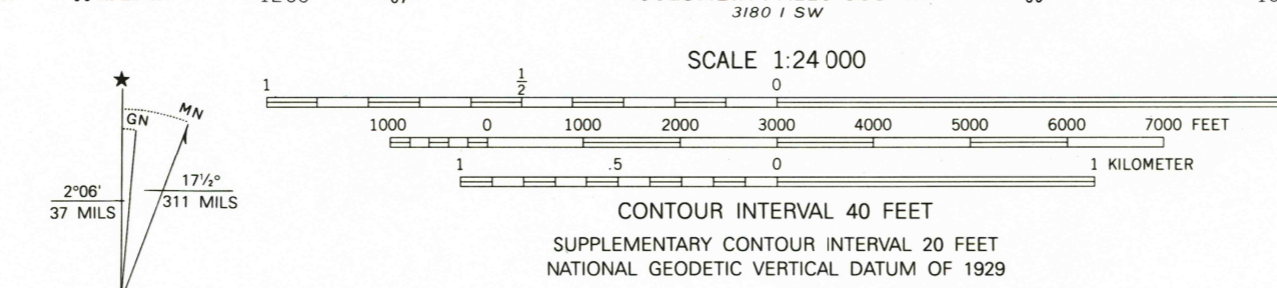 3180 I SW
SCALE 1:24 000
1 ½ 0
1000 0 1000 2000 3000 4000 5000 6000 7000 FEET
1 .5 0 1 KILOMETER
CONTOUR INTERVAL 40 FEET
SUPPLEMENTARY CONTOUR INTERVAL 20 FEET
NATIONAL GEODETIC VERTICAL DATUM OF 1929
★
GN
MN
2°06'
37 MILS
17½°
311 MILS